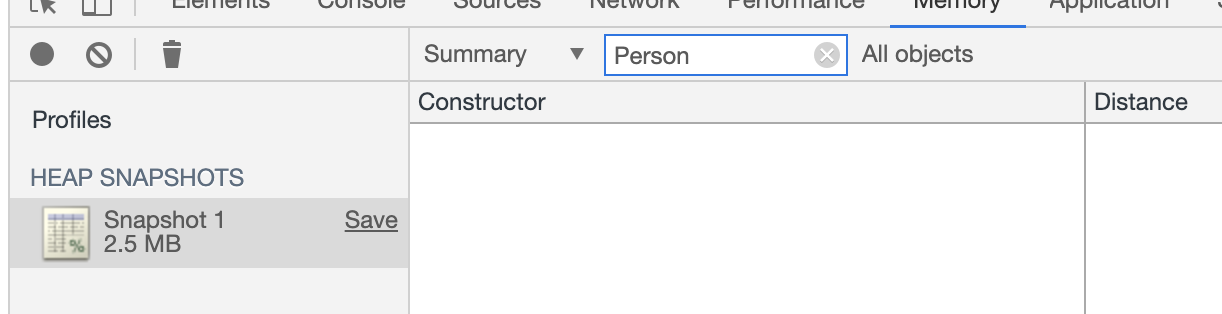 Elements Console Sources Network Performance Memory Application
Summary ▼ Person All objects
Profiles
Constructor Distance
HEAP SNAPSHOTS
Snapshot 1 Save
2.5 MB